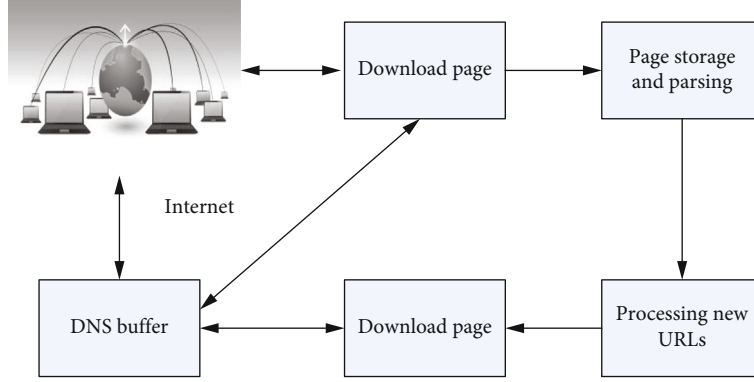 Download page
Page storage
and parsing
Internet
DNS buffer
Download page
Processing new
URLs